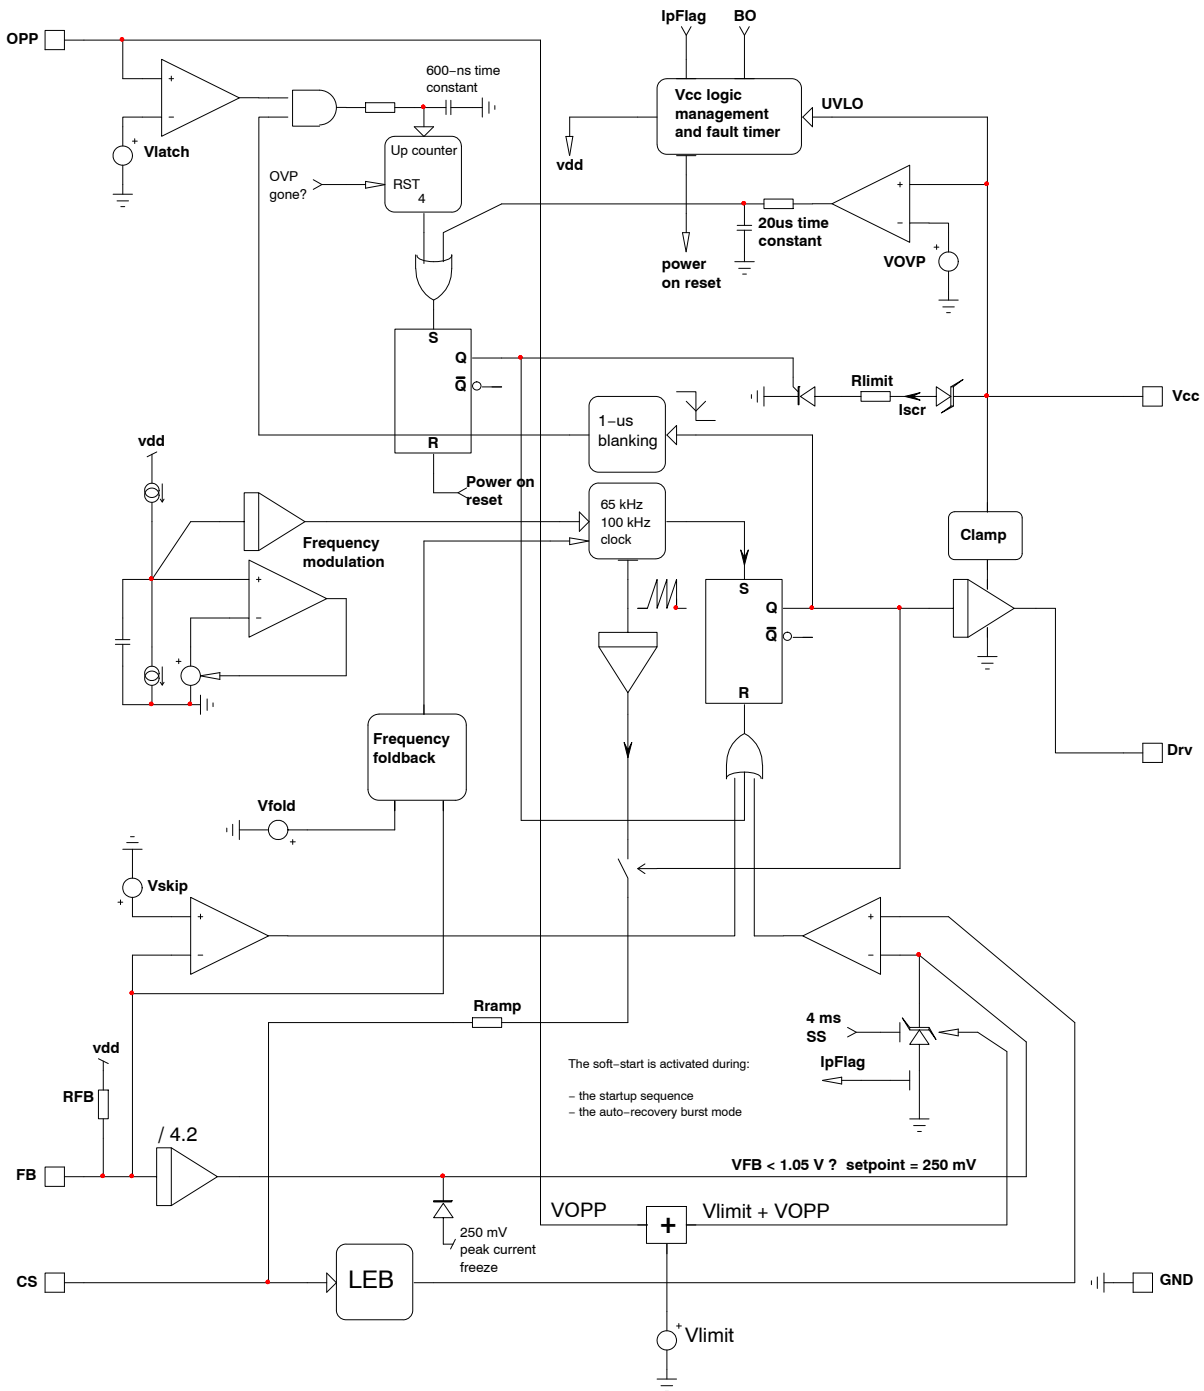 IpFlag
BO
OPP
600−ns time
constant
Vcc logic
management
and fault timer
UVLO
+
−
+
Vlatch
vdd
Up counter
OVP
gone?
RST
4
+
−
20us time
constant
+
VOVP
power
on reset
S
Q
Q
R
Rlimit
Iscr
Vcc
1−us
blanking
vdd
Power on
reset
65 kHz
100 kHz
clock
Clamp
Frequency
modulation
+
−
+
S
Q
Q
R
Frequency
foldback
Drv
Vfold
+
Vskip
+
+
−
+
−
Rramp
4 ms
SS
vdd
IpFlag
The soft−start is activated during:
− the startup sequence
− the auto−recovery burst mode
RFB
/ 4.2
FB
VFB < 1.05 V ? setpoint = 250 mV
VOPP
+
Vlimit + VOPP
250 mV
peak current
freeze
CS
LEB
GND
+
Vlimit